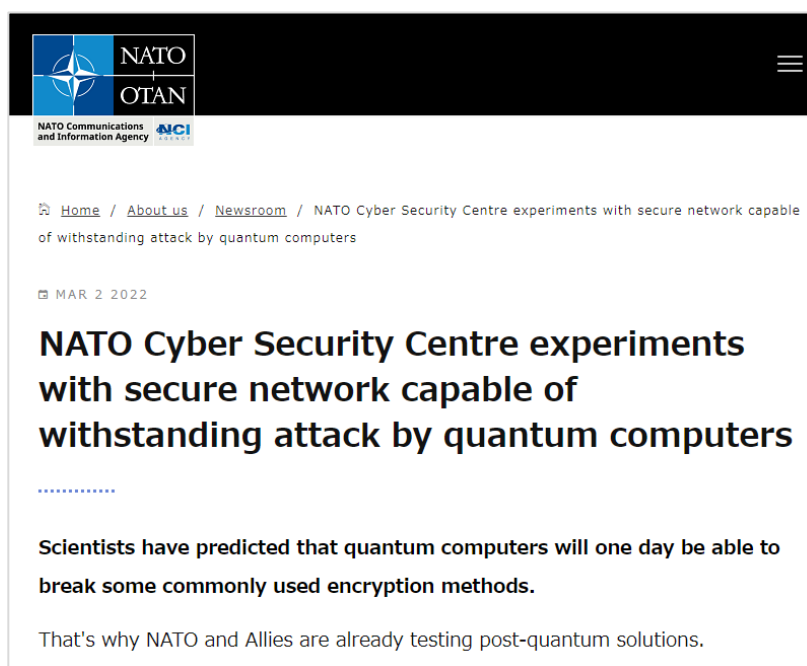 NATO
OTAN
NATO Communications
and Information Agency
NCI
AGENCY
Home / About us / Newsroom / NATO Cyber Security Centre experiments with secure network capable
of withstanding attack by quantum computers
MAR 2 2022
NATO Cyber Security Centre experiments
with secure network capable of
withstanding attack by quantum computers
Scientists have predicted that quantum computers will one day be able to
break some commonly used encryption methods.
That's why NATO and Allies are already testing post-quantum solutions.